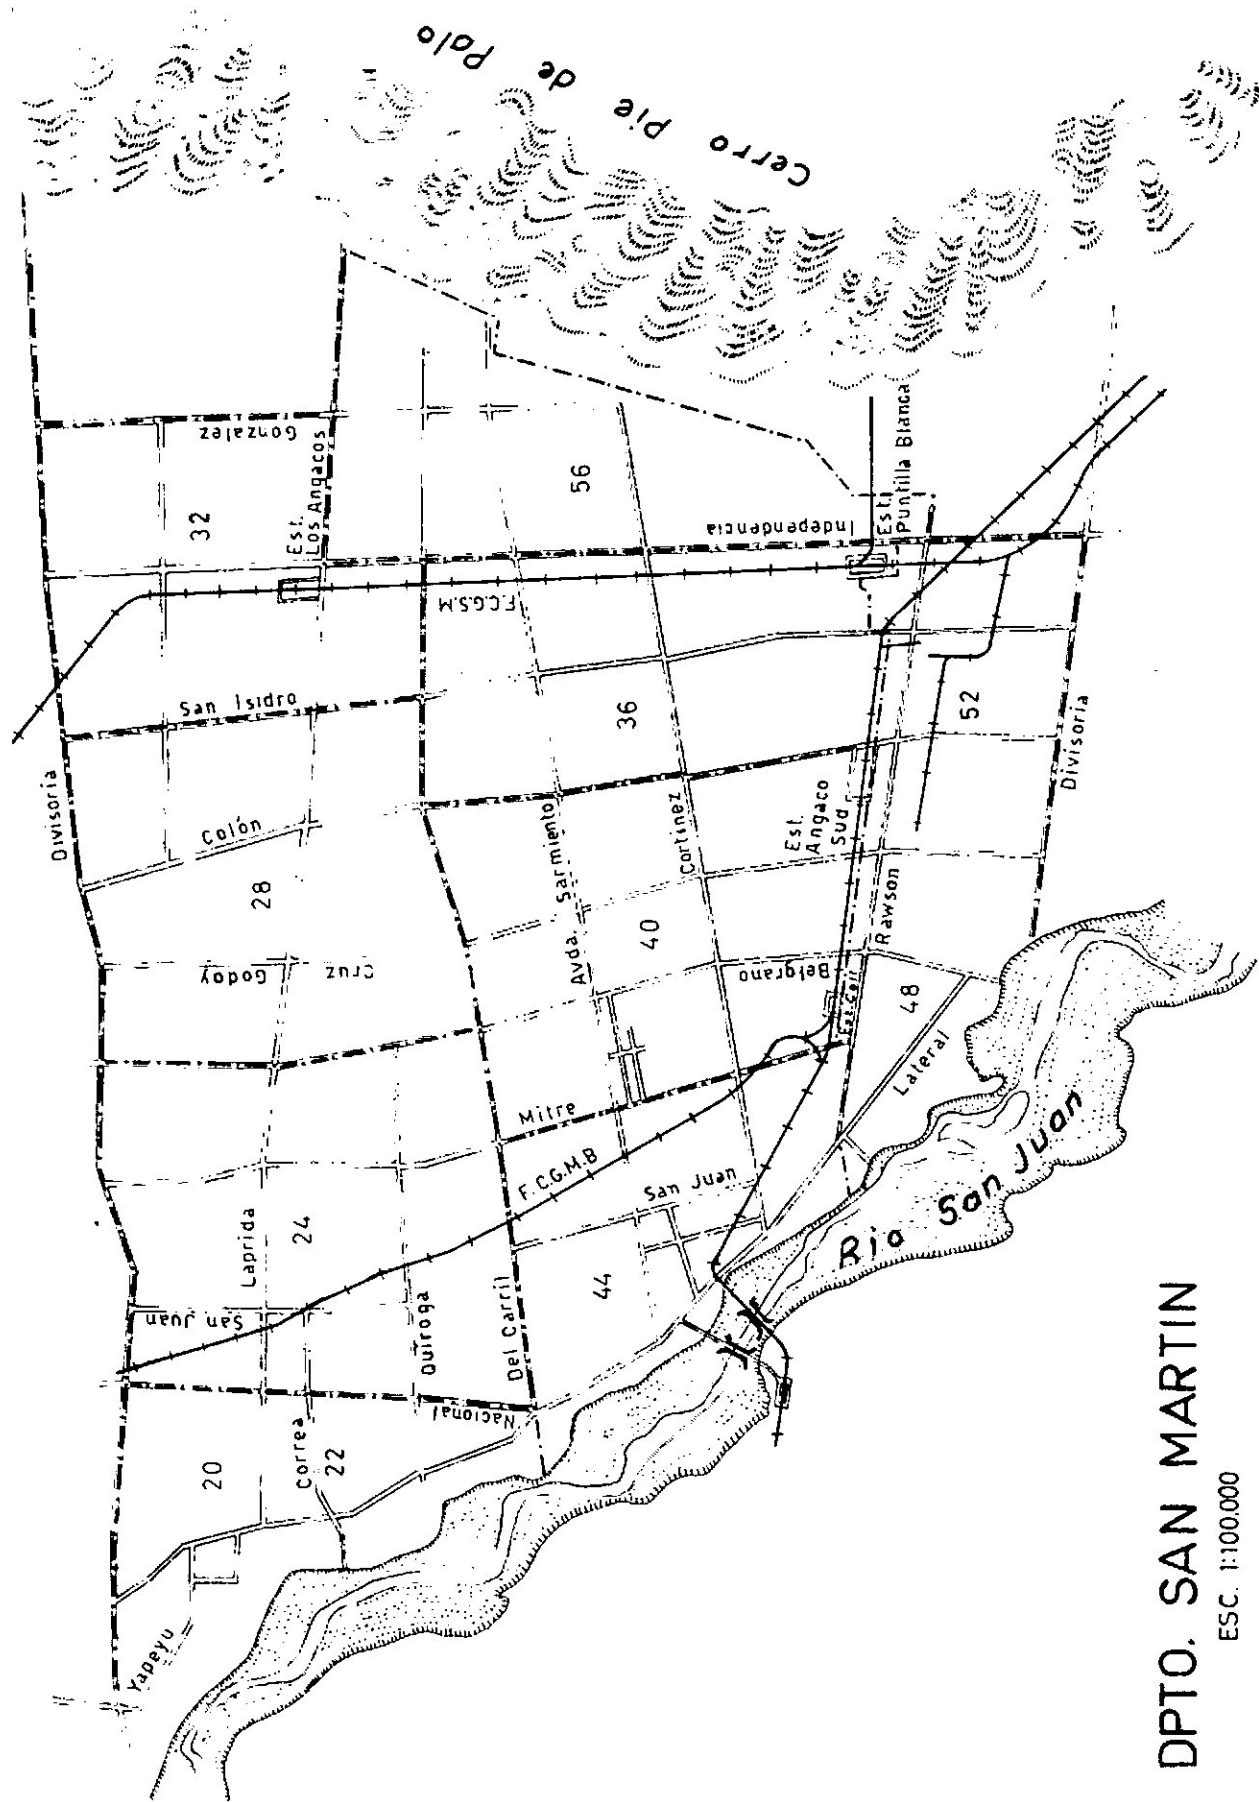 Cerro Pie de Palo
Divisoria
Gonzalez
32
Est.
Los Angacos
56
Independencia
Est.
Puntilla Blanca
F.C.G.S.M
San Isidro
36
52
Divisoria
Colón
28
Avda. Sarmiento
Cortinez
Est.
Angaco
Sud
Rawson
Godoy Cruz
40
Belgrano
48
Lateral
Mitre
F.C.G.M.B
San Juan
Laprida
24
San Juan
Quiroga
Del Carril
44
Nacional
Rio San Juan
20
Correa
22
Yapeyu
DPTO. SAN MARTIN
ESC. 1:100.000